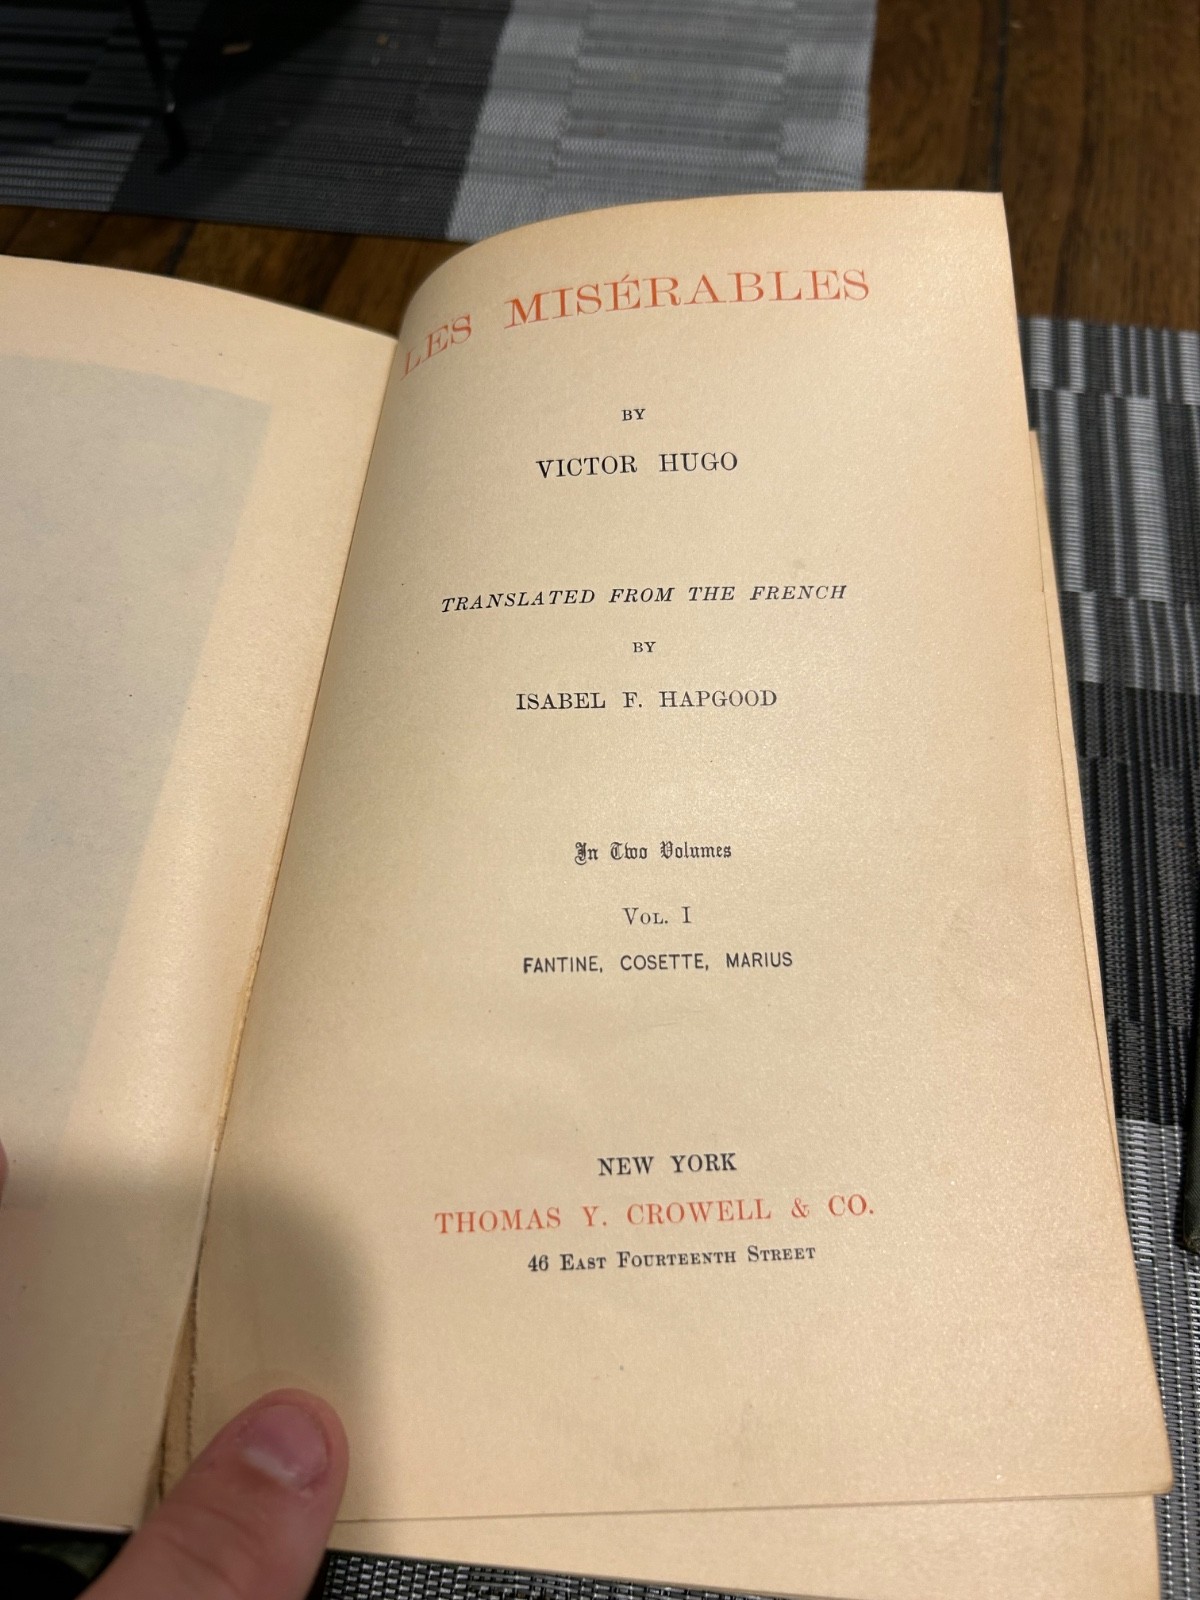 LES MISÉRABLES
BY
VICTOR HUGO
TRANSLATED FROM THE FRENCH
BY
ISABEL F. HAPGOOD
In Two Volumes
VOL. I
FANTINE, COSETTE, MARIUS
NEW YORK
THOMAS Y. CROWELL & CO.
46 EAST FOURTEENTH STREET